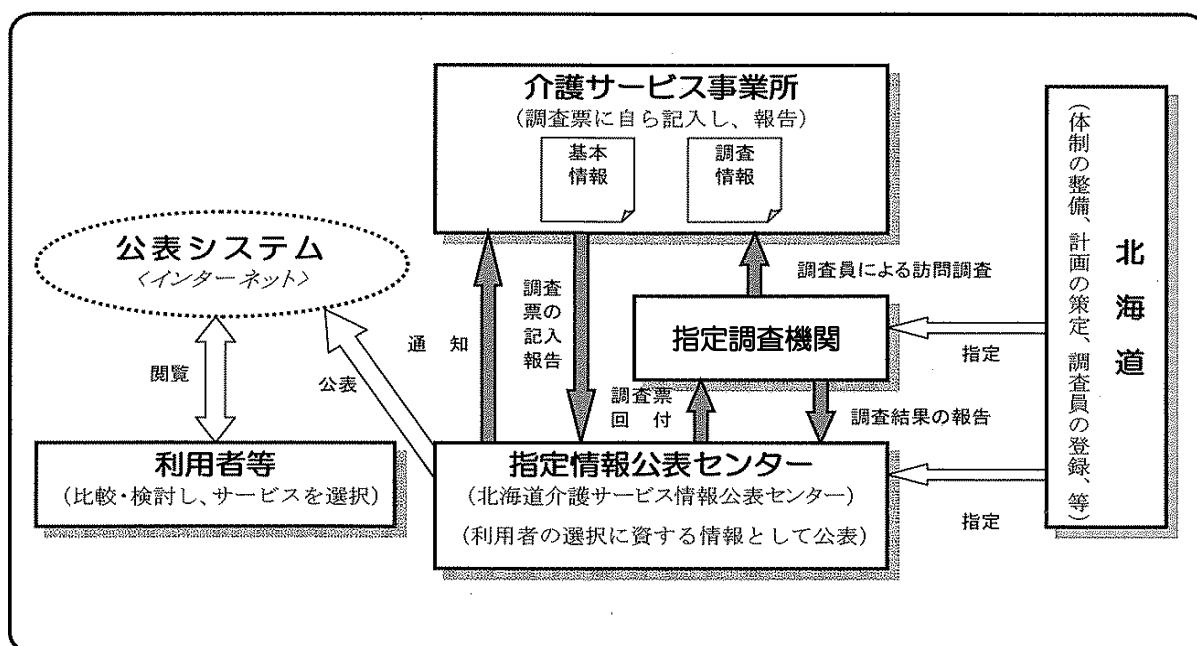 介護サービス事業所
(調査票に自ら記入し、報告)
基本
情報
調査
情報
公表システム
<インターネット>
閲覧
公表
通知
調査
票の
記入
報告
調査員による訪問調査
指定調査機関
指定
調査票
回付
調査結果の報告
利用者等
(比較・検討し、サービスを選択)
指定情報公表センター
(北海道介護サービス情報公表センター)
(利用者の選択に資する情報として公表)
指定
北海道
(体制の整備、計画の策定、調査員の登録、等)